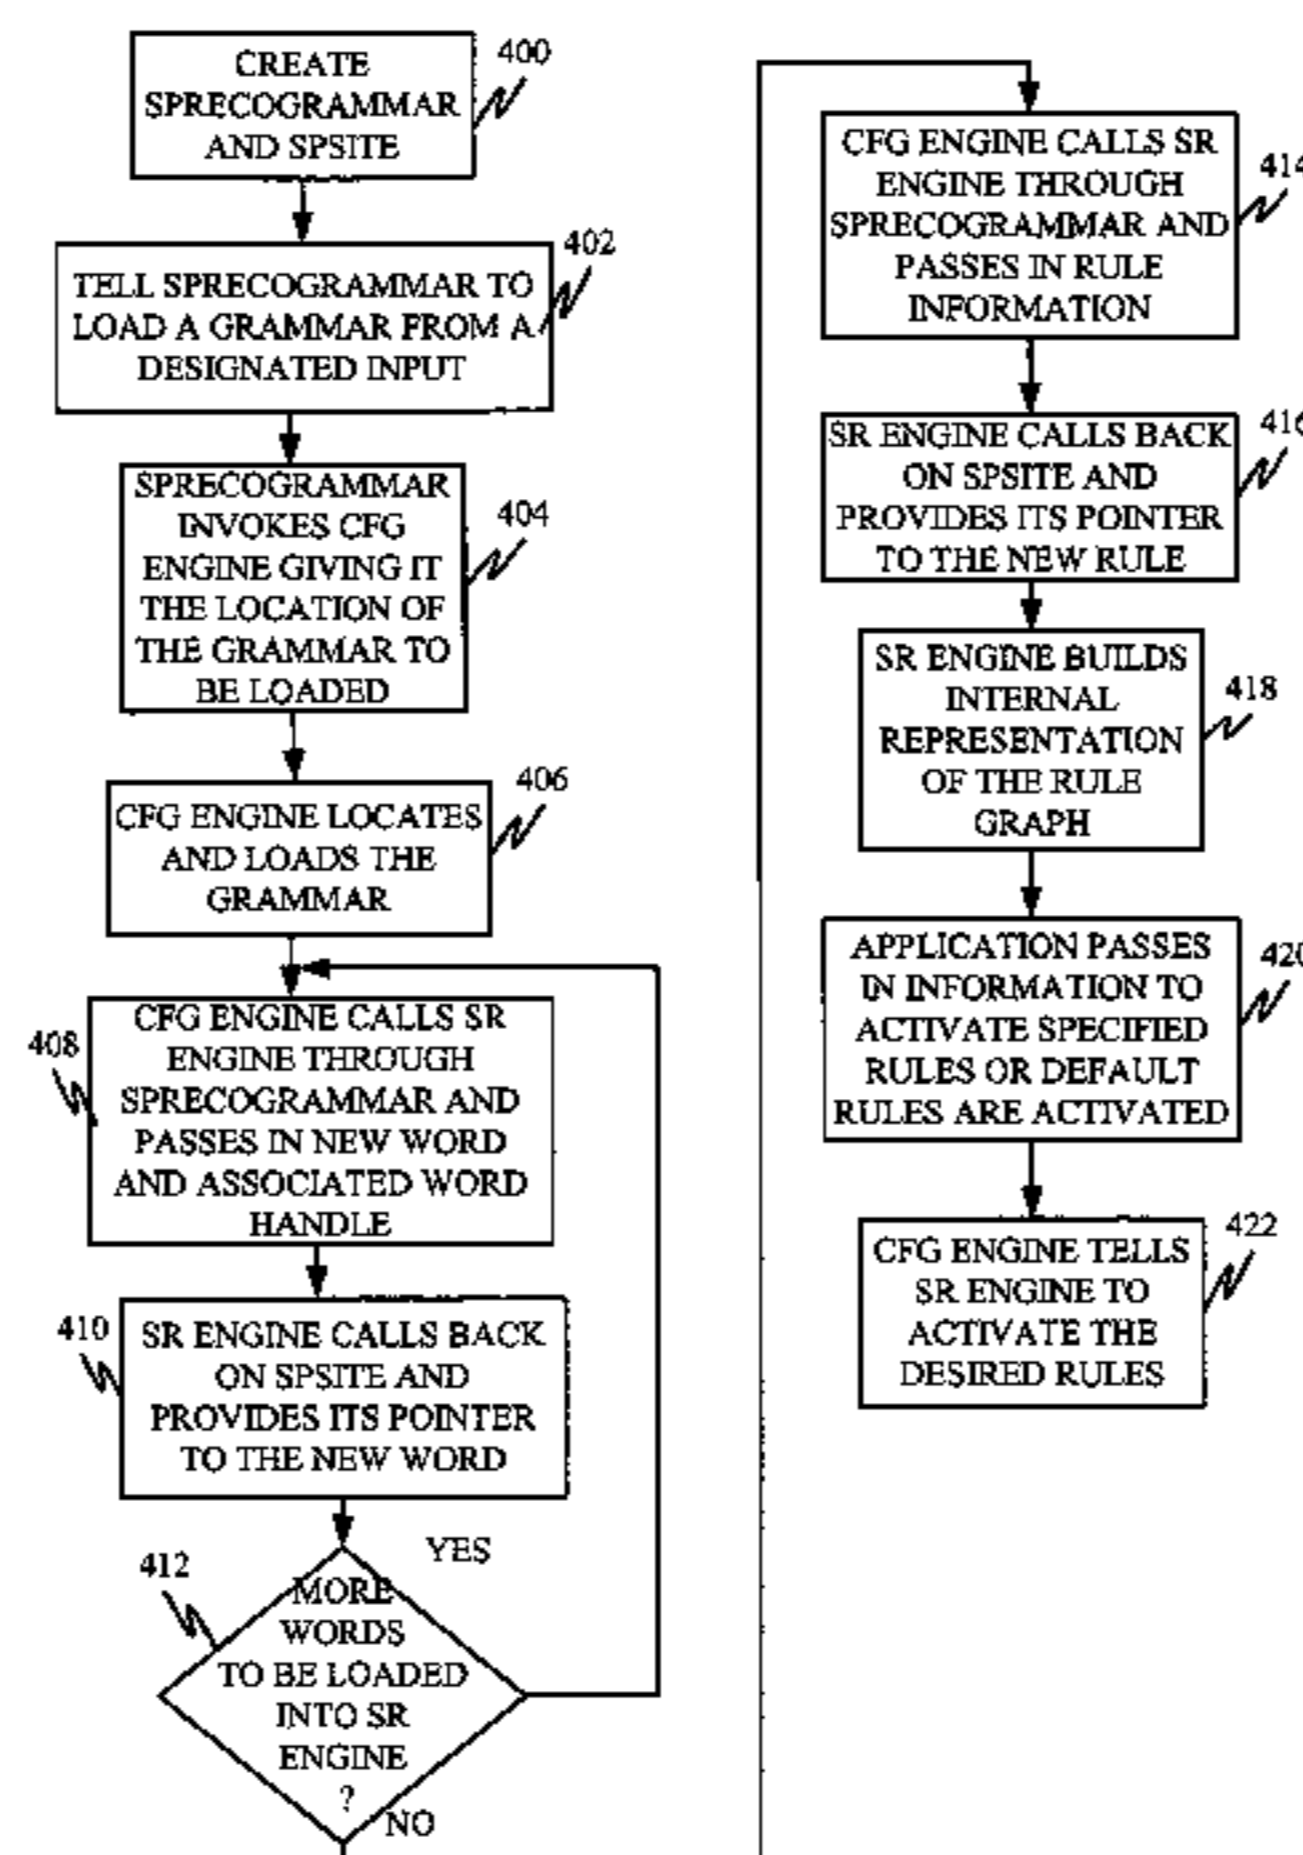 CREATE
SPRECOGRAMMAR
AND SPSITE
400
TELL SPRECOGRAMMAR TO
LOAD A GRAMMAR FROM A
DESIGNATED INPUT
402
SPRECOGRAMMAR
INVOKES CFG
ENGINE GIVING IT
THE LOCATION OF
THE GRAMMAR TO
BE LOADED
404
CFG ENGINE LOCATES
AND LOADS THE
GRAMMAR
406
CFG ENGINE CALLS SR
ENGINE THROUGH
SPRECOGRAMMAR AND
PASSES IN NEW WORD
AND ASSOCIATED WORD
HANDLE
408
SR ENGINE CALLS BACK
ON SPSITE AND
PROVIDES ITS POINTER
TO THE NEW WORD
410
MORE
WORDS
TO BE LOADED
INTO SR
ENGINE
?
412
YES
NO
CFG ENGINE CALLS SR
ENGINE THROUGH
SPRECOGRAMMAR AND
PASSES IN RULE
INFORMATION
414
SR ENGINE CALLS BACK
ON SPSITE AND
PROVIDES ITS POINTER
TO THE NEW RULE
416
SR ENGINE BUILDS
INTERNAL
REPRESENTATION
OF THE RULE
GRAPH
418
APPLICATION PASSES
IN INFORMATION TO
ACTIVATE SPECIFIED
RULES OR DEFAULT
RULES ARE ACTIVATED
420
CFG ENGINE TELLS
SR ENGINE TO
ACTIVATE THE
DESIRED RULES
422